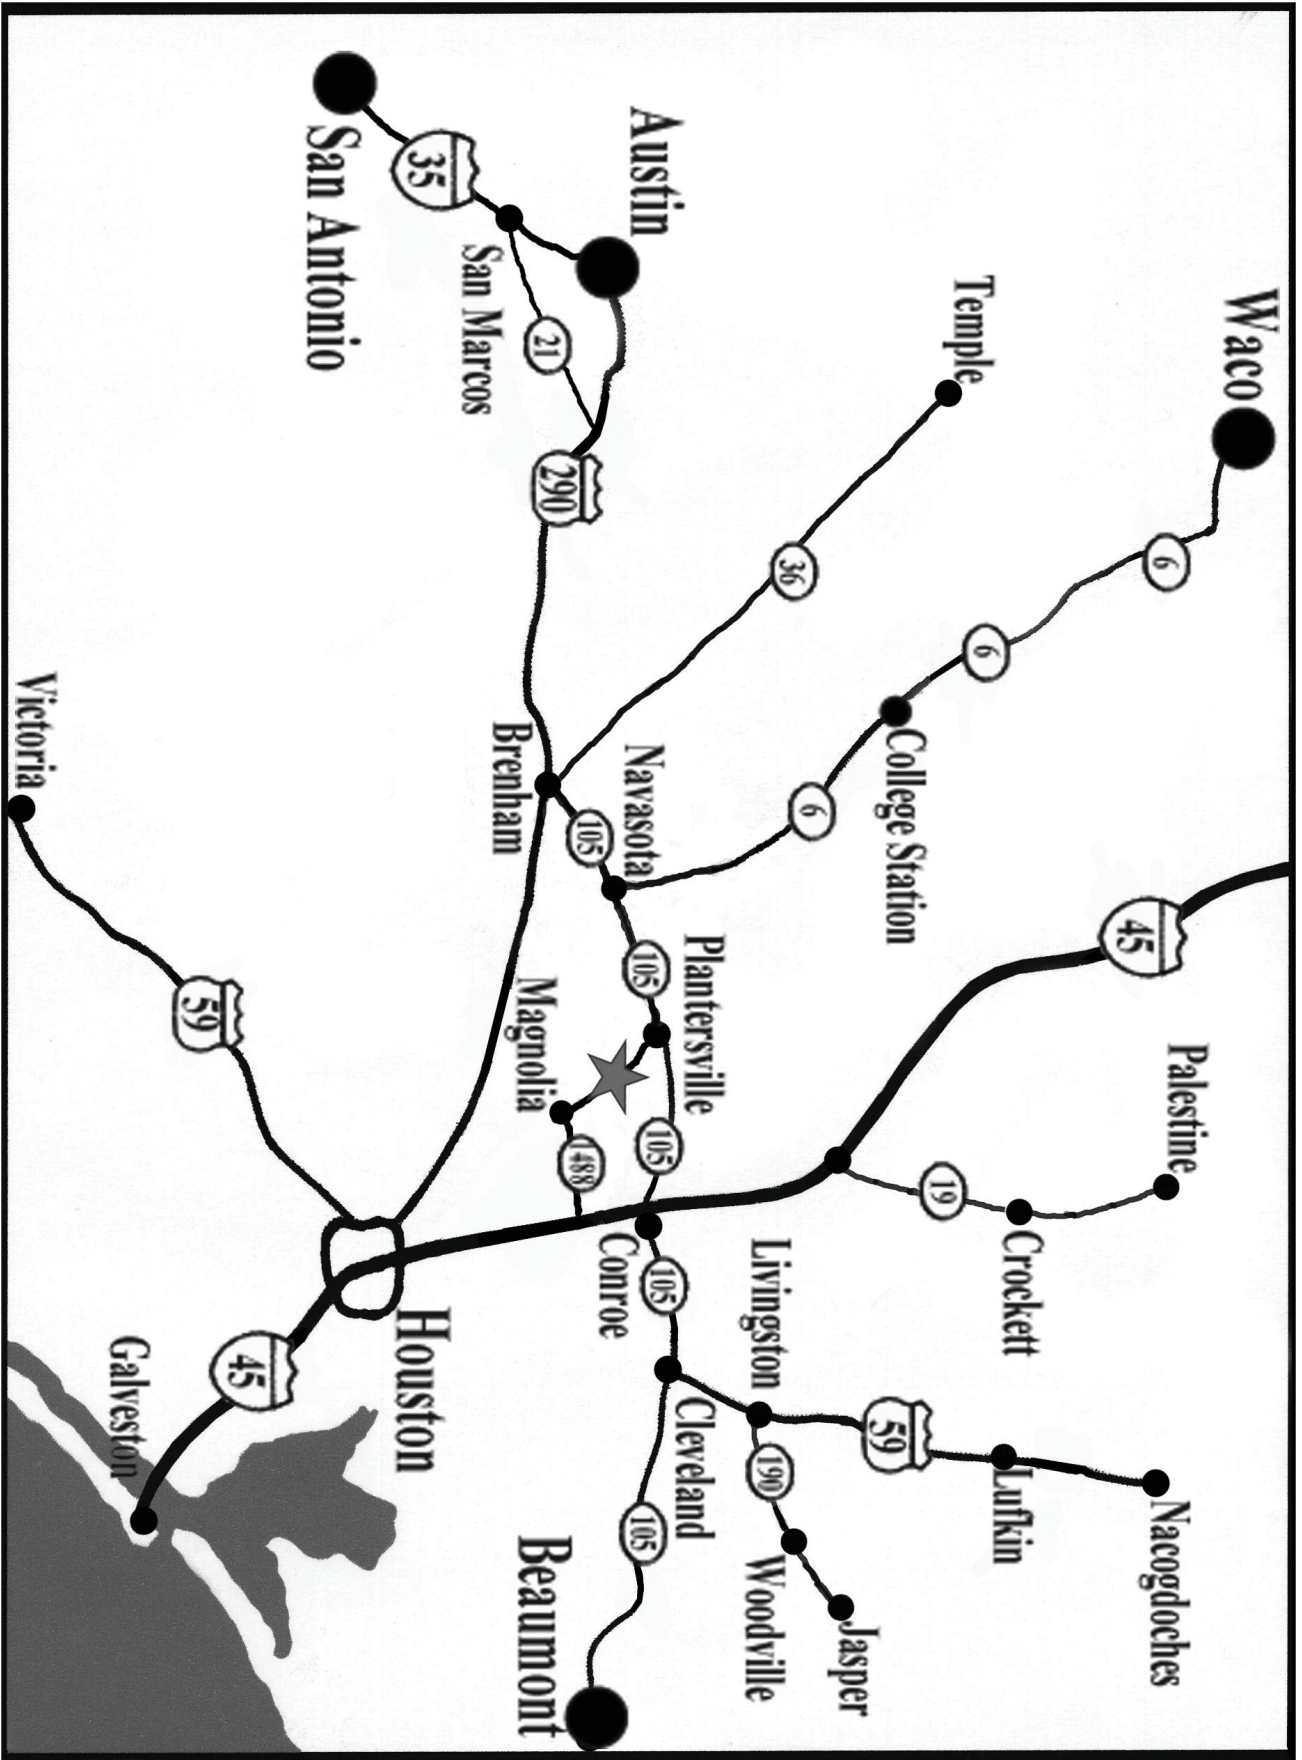 Waco
Palestine
Nacogdoches
45
6
Temple
6
Crockett
Lufkin
19
College Station
59
Jasper
36
6
Livingston
190
Woodville
Austin
Navasota
Plantersville
Cleveland
105
105
105
105
105
Conroe
290
21
Brenham
Magnolia
1488
Beaumont
San Marcos
35
San Antonio
Houston
59
45
Victoria
Galveston